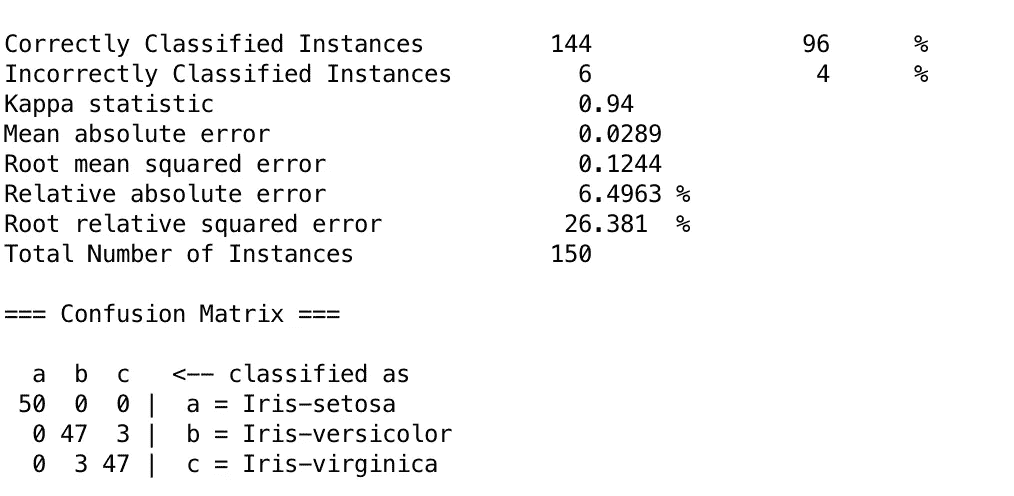 Correctly Classified Instances         144               96      %
Incorrectly Classified Instances         6                4      %
Kappa statistic                          0.94
Mean absolute error                      0.0289
Root mean squared error                  0.1244
Relative absolute error                  6.4963 %
Root relative squared error             26.381  %
Total Number of Instances              150
=== Confusion Matrix ===
  a  b  c   <-- classified as
 50  0  0 |  a = Iris-setosa
  0 47  3 |  b = Iris-versicolor
  0  3 47 |  c = Iris-virginica